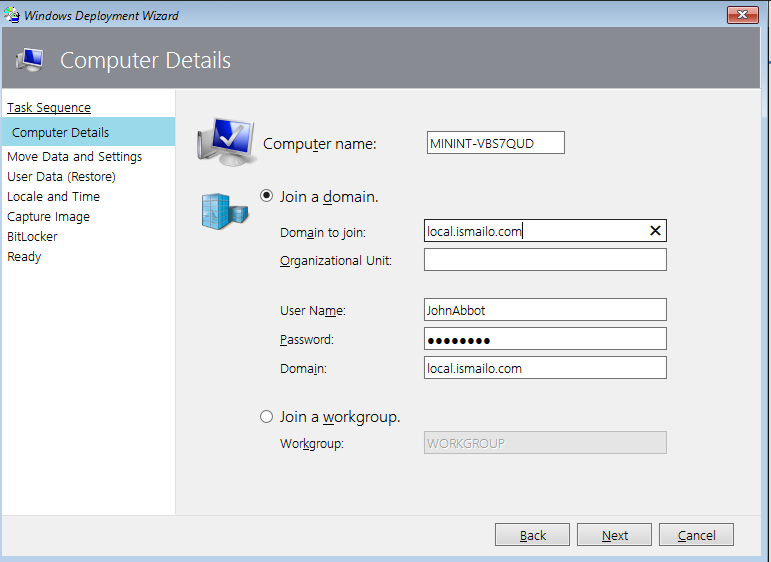 Windows Deployment Wizard
Computer Details
Task Sequence
Computer Details
Move Data and Settings
User Data (Restore)
Locale and Time
Capture Image
BitLocker
Ready
Computer name: MININT-VBS7QUD
Join a domain.
Domain to join: local.ismailo.com
Organizational Unit:
User Name: JohnAbbot
Password: ●●●●●●●●
Domain: local.ismailo.com
Join a workgroup.
Workgroup: WORKGROUP
Back Next Cancel